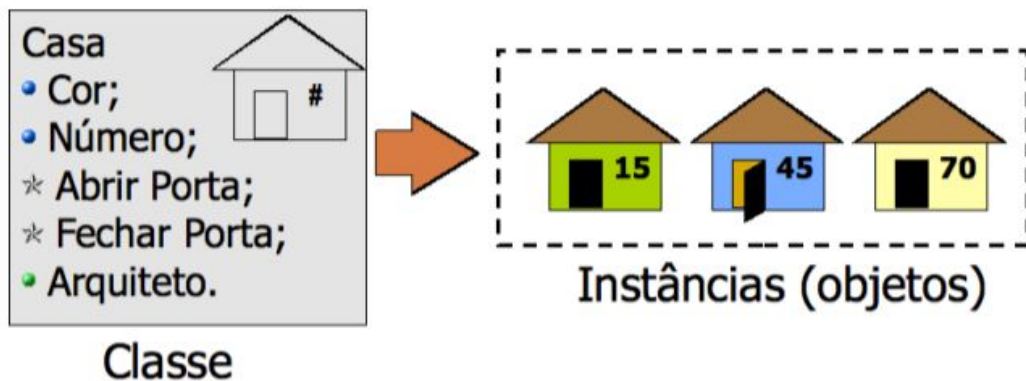 Casa
#
• Cor;
• Número;
* Abrir Porta;
* Fechar Porta;
• Arquiteto.
Classe
15
45
70
Instâncias (objetos)